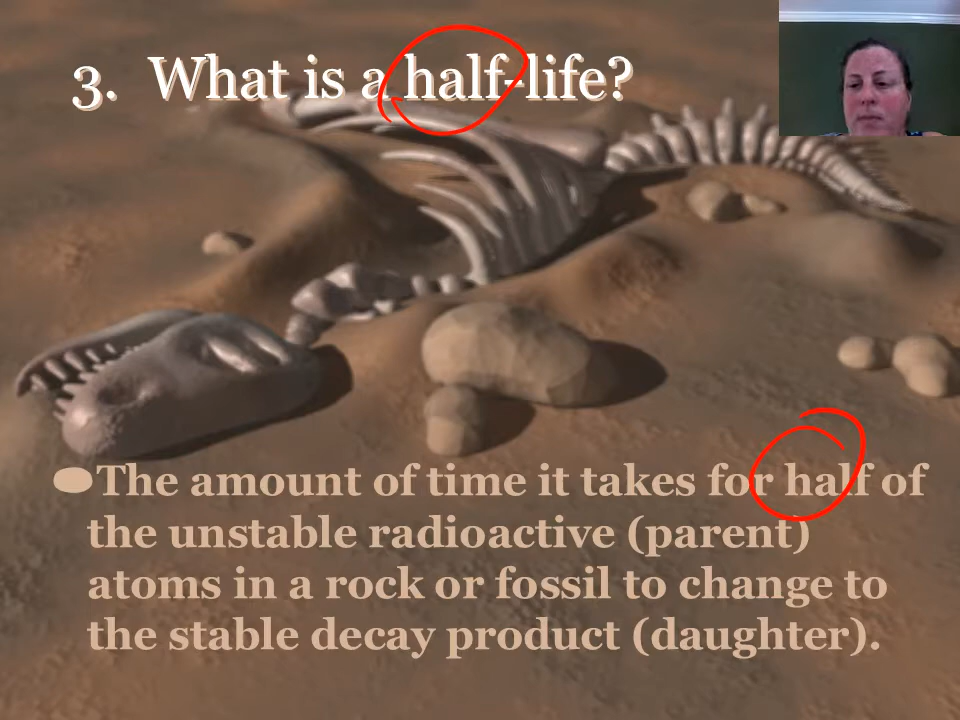 3. What is a half-life?
The amount of time it takes for half of
the unstable radioactive (parent)
atoms in a rock or fossil to change to
the stable decay product (daughter).